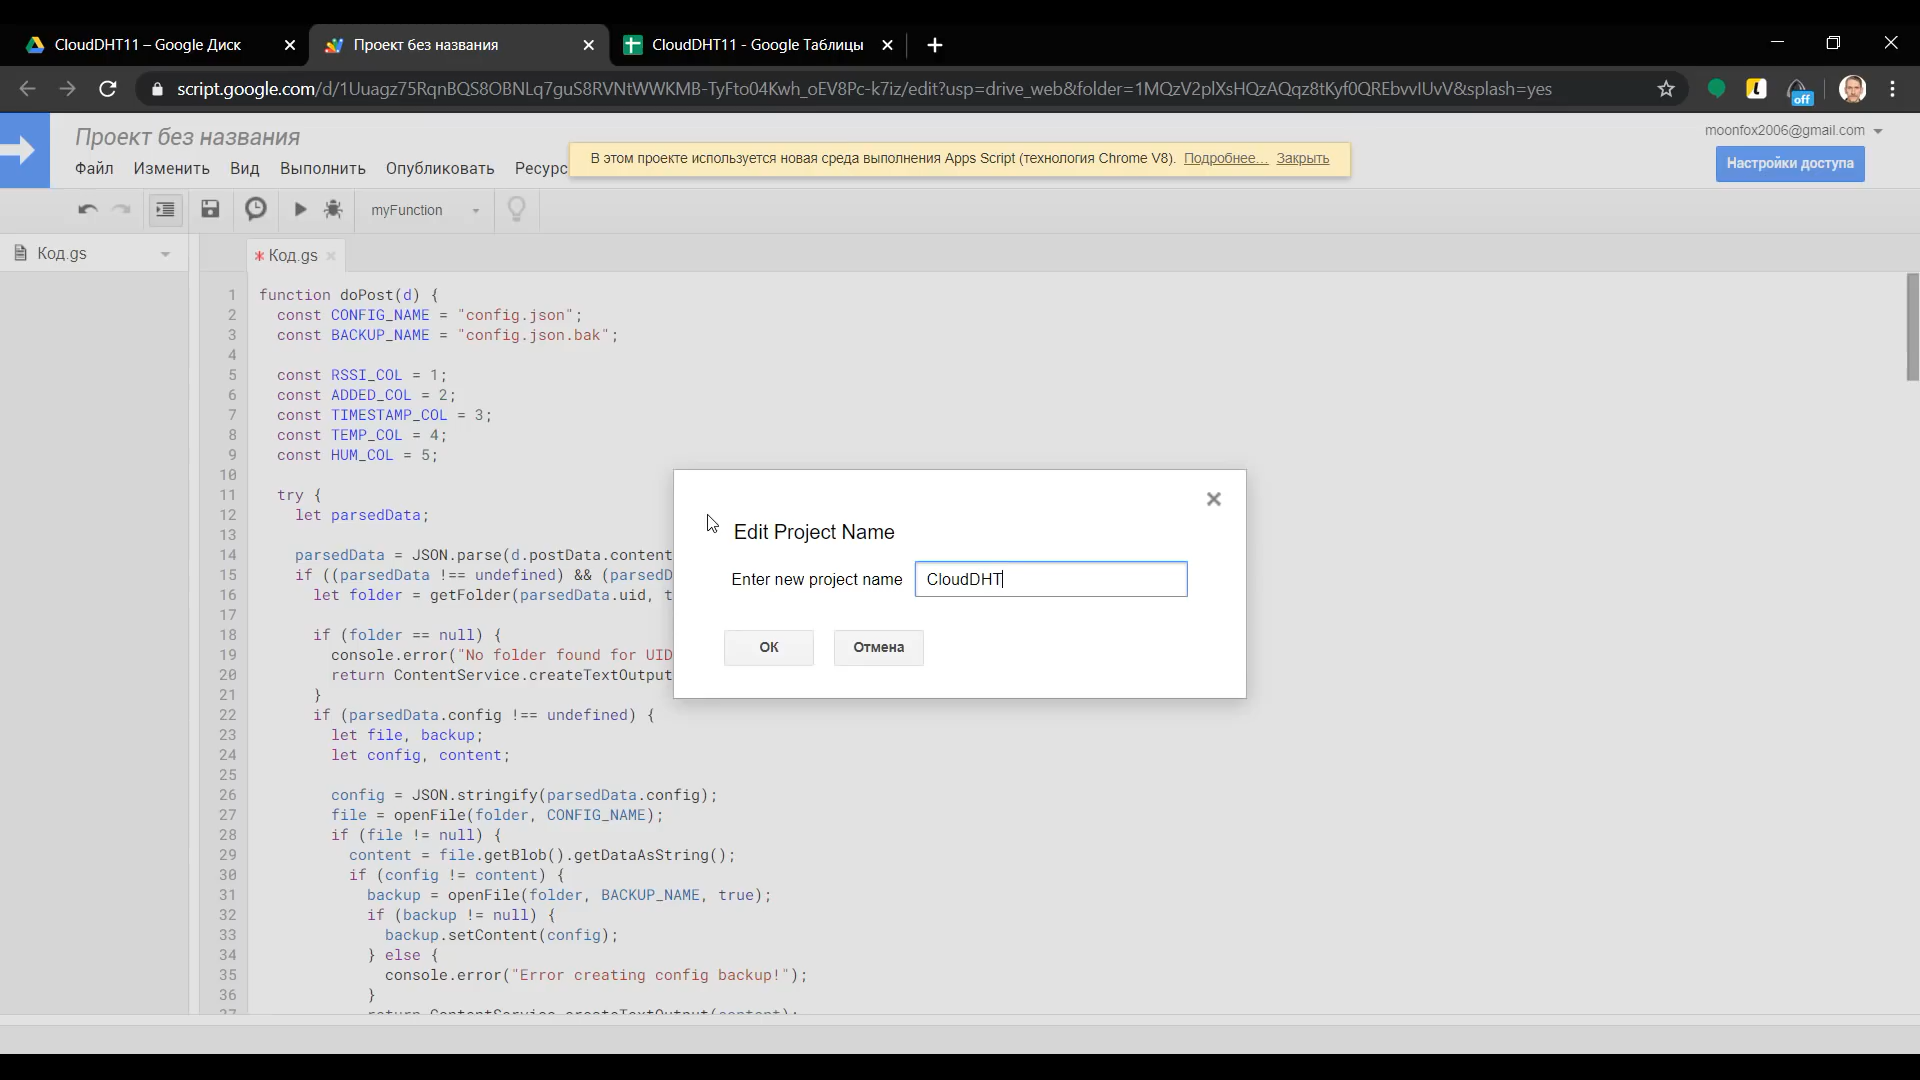 CloudDHT11 – Google Диск
Проект без названия
CloudDHT11 - Google Таблицы
script.google.com/d/1Uuagz75RqnBQS8OBNLq7guS8RVNtWWKMB-TyFto04Kwh_oEV8Pc-k7iz/edit?usp=drive_web&folder=1MQzV2plXsHQzAQqz8tKyf0QREbvvIUvV&splash=yes
off
Проект без названия
moonfox2006@gmail.com
Файл Изменить Вид Выполнить Опубликовать Ресурс
В этом проекте используется новая среда выполнения Apps Script (технология Chrome V8). Подробнее... Закрыть
Настройки доступа
myFunction
Код.gs
* Код.gs
1 function doPost(d) {
2 const CONFIG_NAME = "config.json";
3 const BACKUP_NAME = "config.json.bak";
4
5 const RSSI_COL = 1;
6 const ADDED_COL = 2;
7 const TIMESTAMP_COL = 3;
8 const TEMP_COL = 4;
9 const HUM_COL = 5;
10
11 try {
12 let parsedData;
13
14 parsedData = JSON.parse(d.postData.content
15 if ((parsedData !== undefined) && (parsedD
16 let folder = getFolder(parsedData.uid, t
17
18 if (folder == null) {
19 console.error("No folder found for UID
20 return ContentService.createTextOutput
21 }
22 if (parsedData.config !== undefined) {
23 let file, backup;
24 let config, content;
25
26 config = JSON.stringify(parsedData.config);
27 file = openFile(folder, CONFIG_NAME);
28 if (file != null) {
29 content = file.getBlob().getDataAsString();
30 if (config != content) {
31 backup = openFile(folder, BACKUP_NAME, true);
32 if (backup != null) {
33 backup.setContent(config);
34 } else {
35 console.error("Error creating config backup!");
36 }
37 return ContentService.createTextOutput(content);
Edit Project Name
Enter new project name CloudDHT
ОК Отмена